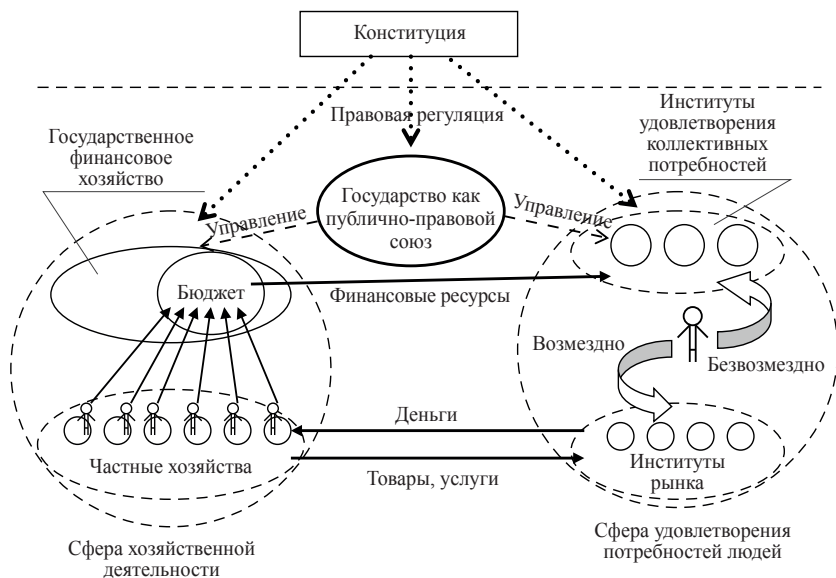 Конституция
Правовая регуляция
Институты
удовлетворения
коллективных
потребностей
Государственное
финансовое
хозяйство
Государство как
публично-правовой
союз
Управление
Управление
Бюджет
Финансовые ресурсы
Возмездно
Безвозмездно
Деньги
Частные хозяйства
Товары, услуги
Институты
рынка
Сфера хозяйственной
деятельности
Сфера удовлетворения
потребностей людей